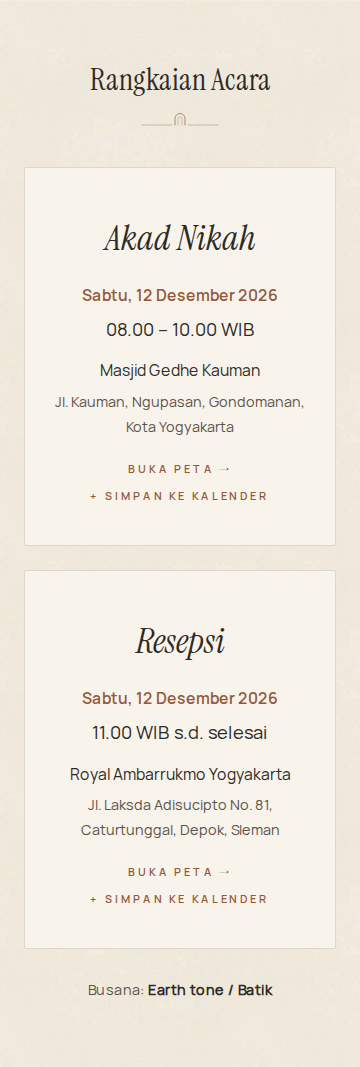 Rangkaian Acara
Akad Nikah
Sabtu, 12 Desember 2026
08.00 – 10.00 WIB
Masjid Gedhe Kauman
Jl. Kauman, Ngupasan, Gondomanan,
Kota Yogyakarta
BUKA PETA →
+ SIMPAN KE KALENDER
Resepsi
Sabtu, 12 Desember 2026
11.00 WIB s.d. selesai
Royal Ambarrukmo Yogyakarta
Jl. Laksda Adisucipto No. 81,
Caturtunggal, Depok, Sleman
BUKA PETA →
+ SIMPAN KE KALENDER
Busana: Earth tone / Batik